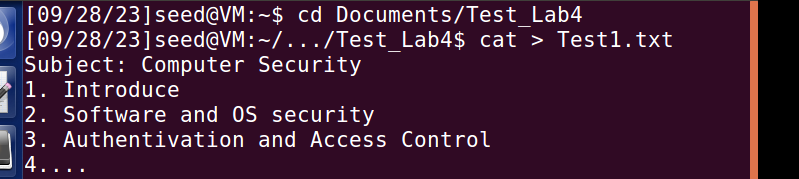 [09/28/23]seed@VM:~$ cd Documents/Test_Lab4
[09/28/23]seed@VM:~/.../Test_Lab4$ cat > Test1.txt
Subject: Computer Security
1. Introduce
2. Software and OS security
3. Authentivation and Access Control
4....